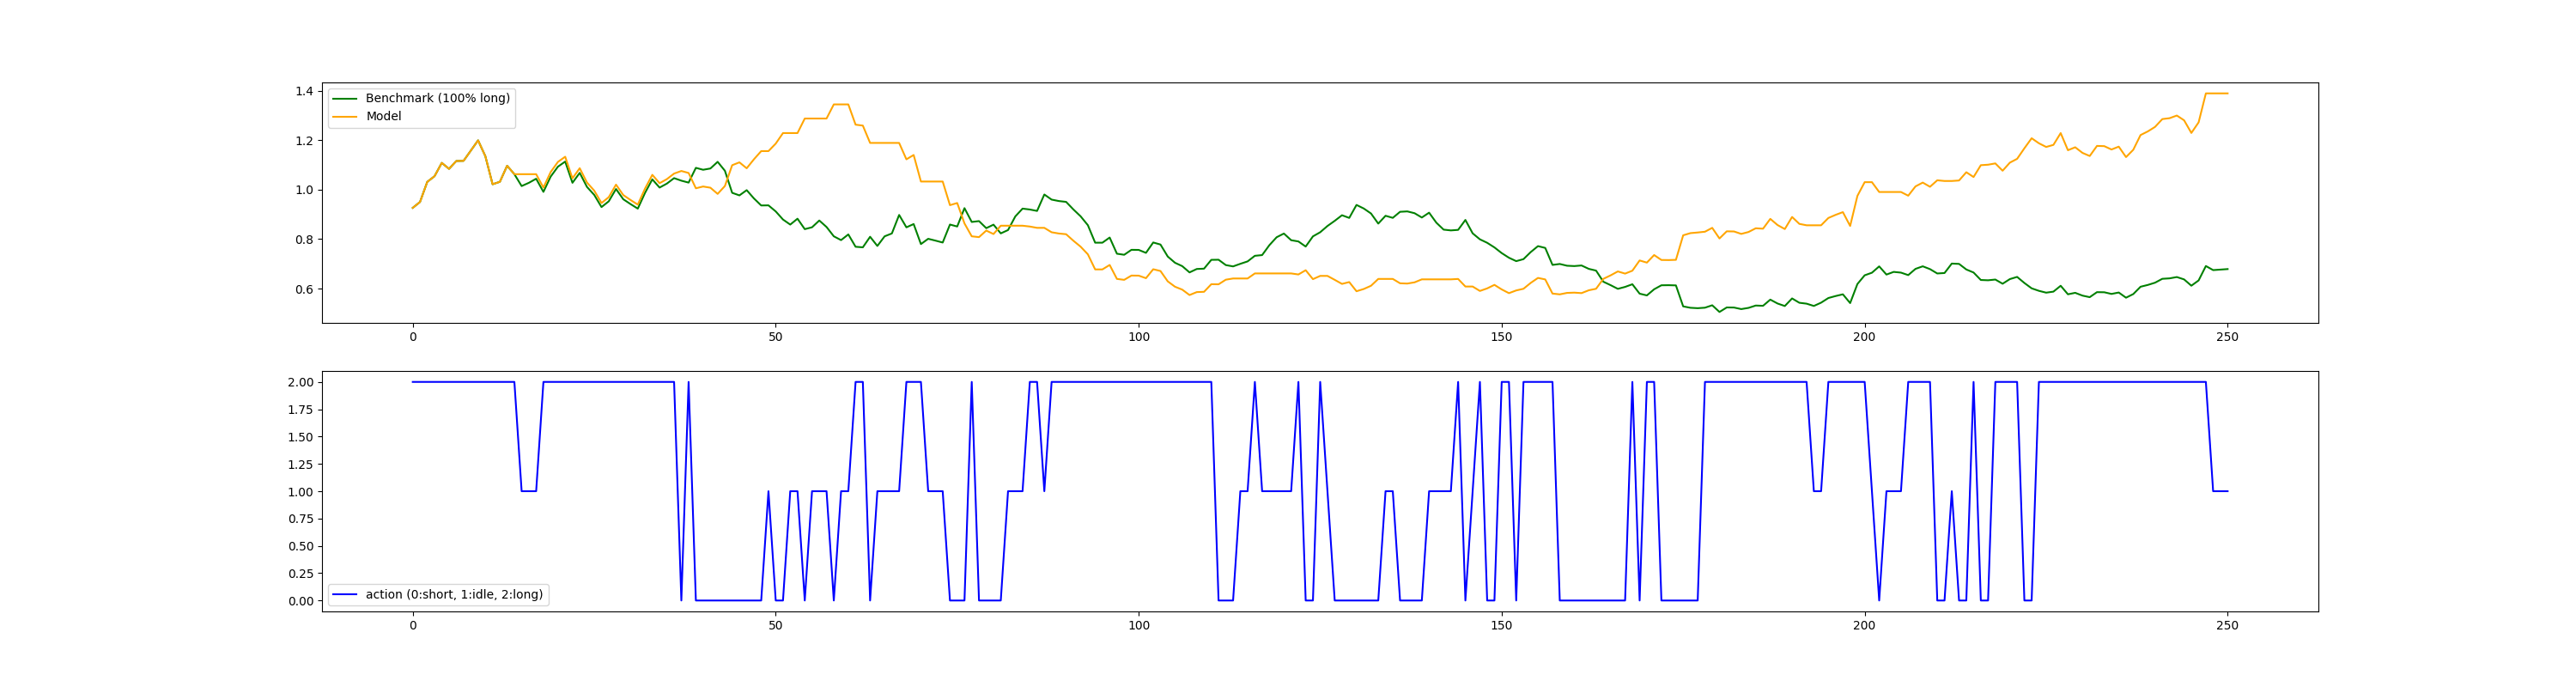 Benchmark (100% long)
Model
1.4
1.2
1.0
0.8
0.6
0 50 100 150 200 250
2.00
1.75
1.50
1.25
1.00
0.75
0.50
0.25
0.00
action (0:short, 1:idle, 2:long)
0 50 100 150 200 250